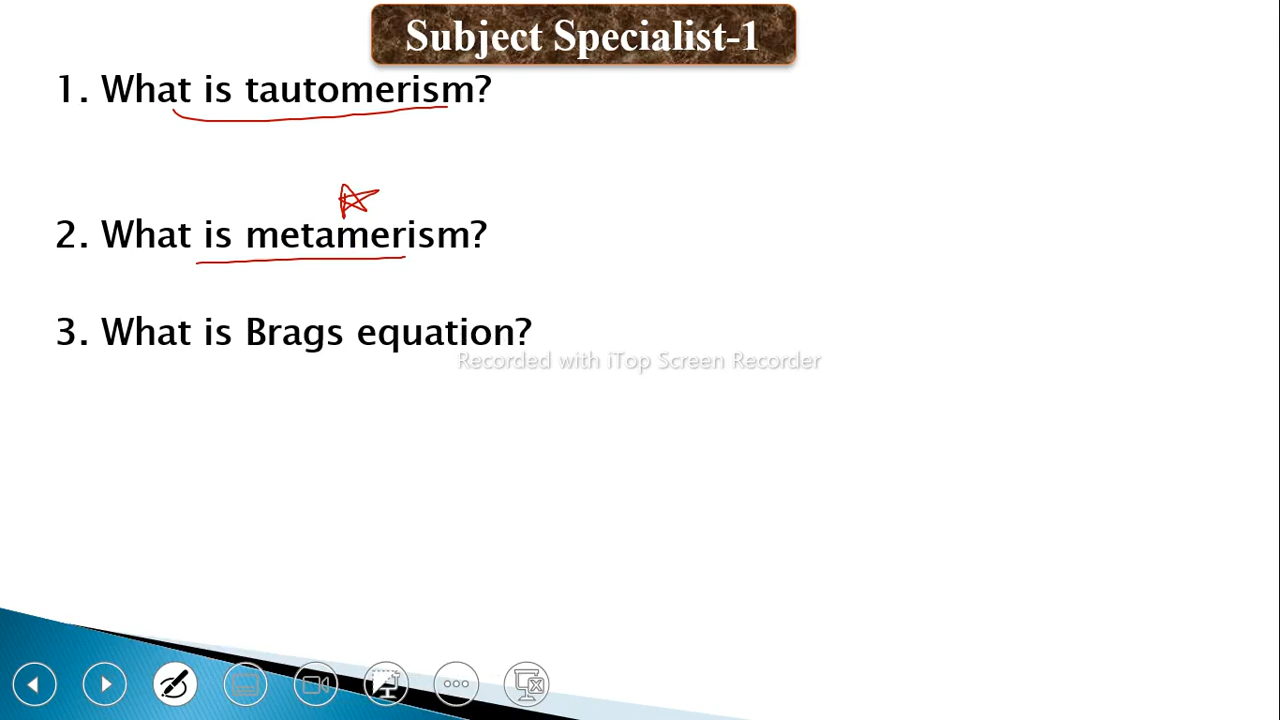 Subject Specialist-1
1. What is tautomerism?
2. What is metamerism?
3. What is Brags equation?
Recorded with iTop Screen Recorder